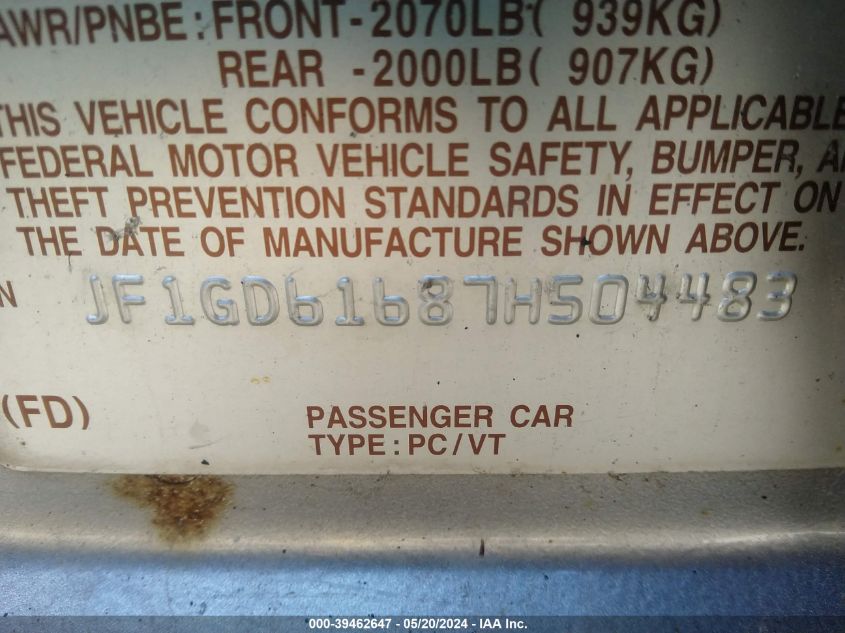 AWR/PNBE:FRONT-2070LB( 939KG)
REAR -2000LB( 907KG)
THIS VEHICLE CONFORMS TO ALL APPLICABLE
FEDERAL MOTOR VEHICLE SAFETY, BUMPER, A
THEFT PREVENTION STANDARDS IN EFFECT ON
THE DATE OF MANUFACTURE SHOWN ABOVE.
N JF1GD61687H504483
(FD) PASSENGER CAR
TYPE:PC/VT
000-39462647 - 05/20/2024 - IAA Inc.